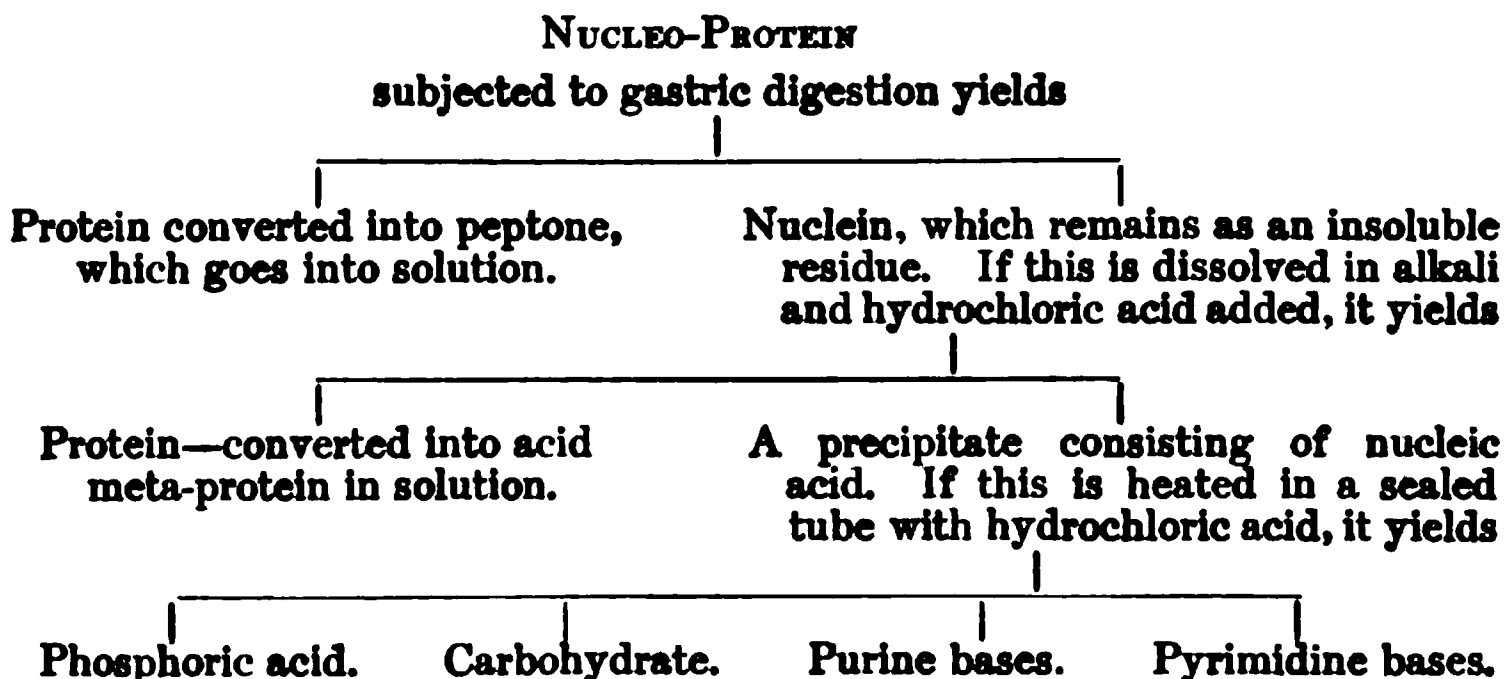 NUCLEO-PROTEIN
subjected to gastric digestion yields
Protein converted into peptone,
which goes into solution.
Nuclein, which remains as an insoluble
residue. If this is dissolved in alkali
and hydrochloric acid added, it yields
Protein—converted into acid
meta-protein in solution.
A precipitate consisting of nucleic
acid. If this is heated in a sealed
tube with hydrochloric acid, it yields
Phosphoric acid.
Carbohydrate.
Purine bases.
Pyrimidine bases.